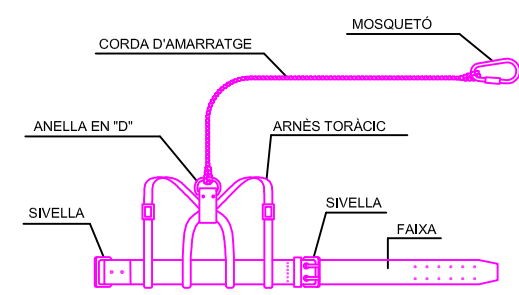 MOSQUETÓ
CORDA D'AMARRATGE
ANELLA EN "D"
ARNÈS TORÀCIC
SIVELLA
SIVELLA
FAIXA